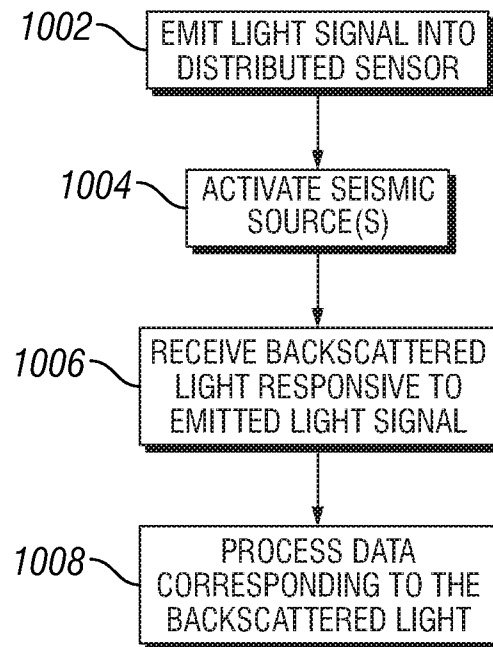 1002
EMIT LIGHT SIGNAL INTO
DISTRIBUTED SENSOR
1004
ACTIVATE SEISMIC
SOURCE(S)
1006
RECEIVE BACKSCATTERED
LIGHT RESPONSIVE TO
EMITTED LIGHT SIGNAL
1008
PROCESS DATA
CORRESPONDING TO THE
BACKSCATTERED LIGHT